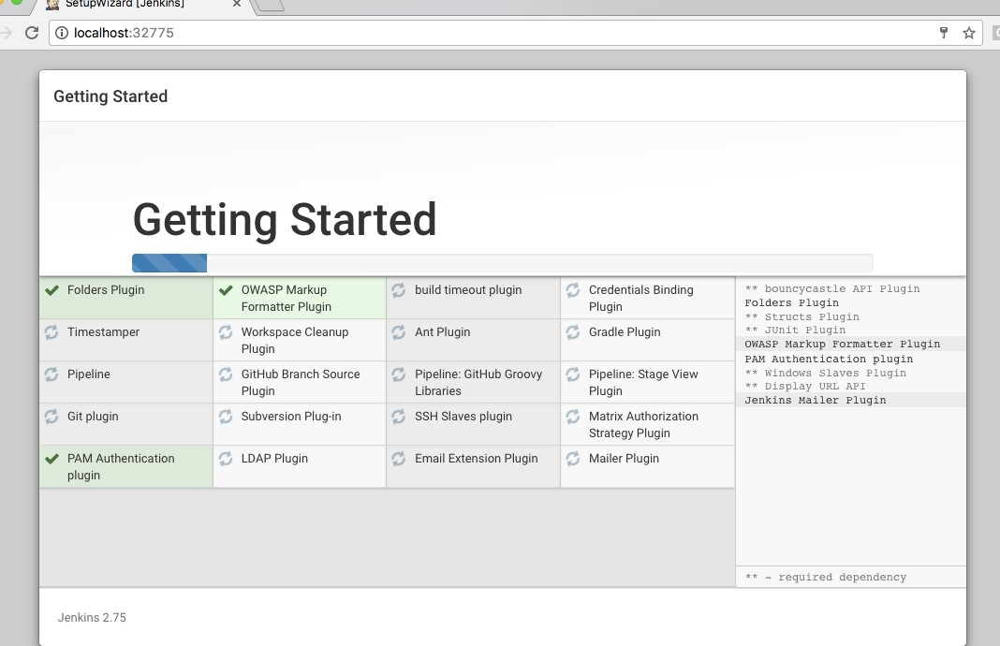 SetupWizard [Jenkins]
localhost:32775
Getting Started
Getting Started
Folders Plugin
OWASP Markup
Formatter Plugin
build timeout plugin
Credentials Binding
Plugin
Timestamper
Workspace Cleanup
Plugin
Ant Plugin
Gradle Plugin
Pipeline
GitHub Branch Source
Plugin
Pipeline: GitHub Groovy
Libraries
Pipeline: Stage View
Plugin
Git plugin
Subversion Plug-in
SSH Slaves plugin
Matrix Authorization
Strategy Plugin
PAM Authentication
plugin
LDAP Plugin
Email Extension Plugin
Mailer Plugin
** bouncycastle API Plugin
Folders Plugin
** Structs Plugin
** JUnit Plugin
OWASP Markup Formatter Plugin
PAM Authentication plugin
** Windows Slaves Plugin
** Display URL API
Jenkins Mailer Plugin
** - required dependency
Jenkins 2.75